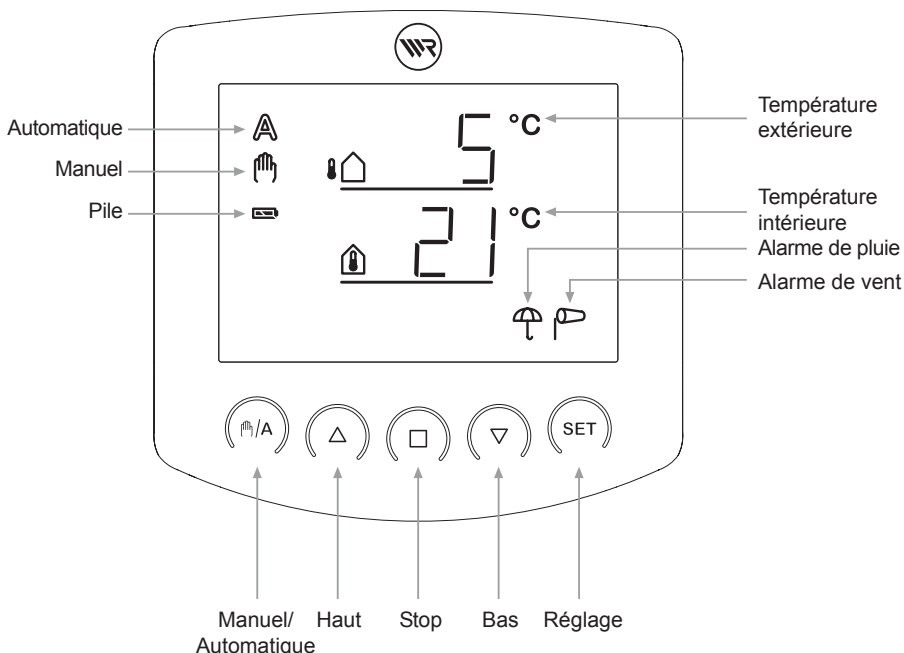 WR
Automatique
A
5 °C
Température
extérieure
Manuel
Pile
21 °C
Température
intérieure
Alarme de pluie
Alarme de vent
/A
SET
Manuel/
Automatique
Haut
Stop
Bas
Réglage